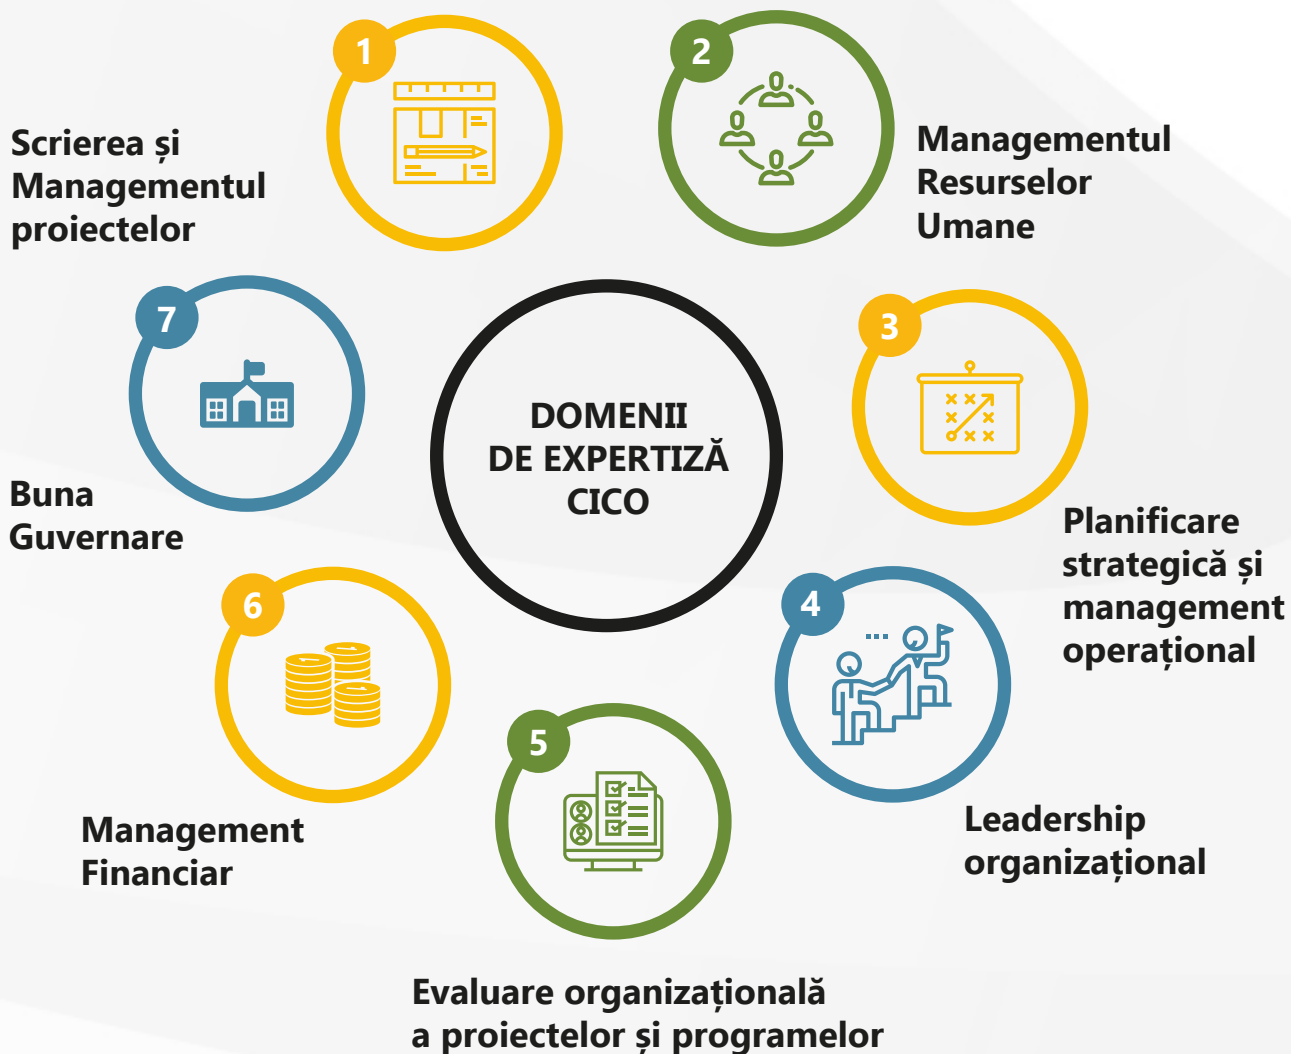 1
Scrierea și
Managementul
proiectelor
2
Managementul
Resurselor
Umane
3
Planificare
strategică și
management
operațional
4
Leadership
organizațional
5
Evaluare organizațională
a proiectelor și programelor
6
Management
Financiar
7
Buna
Guvernare
DOMENII
DE EXPERTIZĂ
CICO